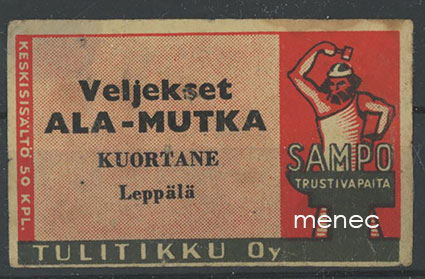 KESKISISÄLTÖ 50 KPL.
Veljekset
ALA-MUTKA
KUORTANE
Leppälä
SAMPO
TRUSTIVAPAITA
menec
TULITIKKU Oy